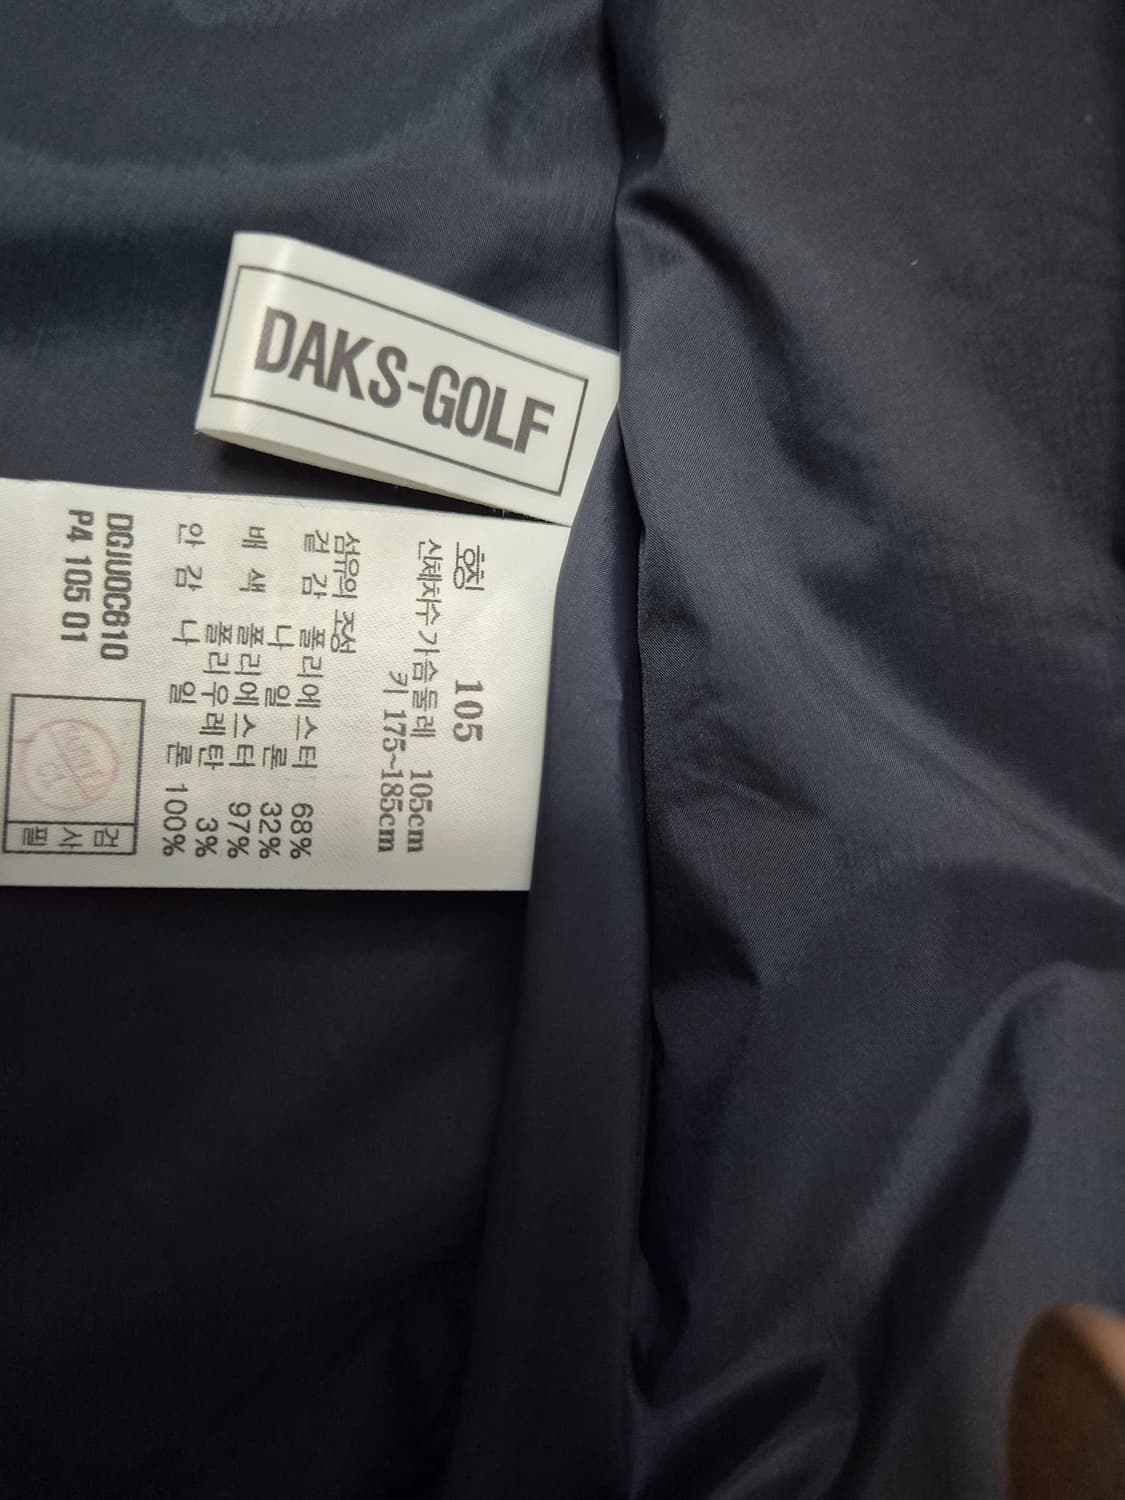 DAKS-GOLF
호칭 105
신체치수 가슴둘레 105cm
키 175~185cm
섬유의 조성
겉감 폴리에스터 68%
나일론 32%
배색 폴리에스터 97%
폴리우레탄 3%
안감 나일론 100%
DGJU0C610
P4 105 01
검사필